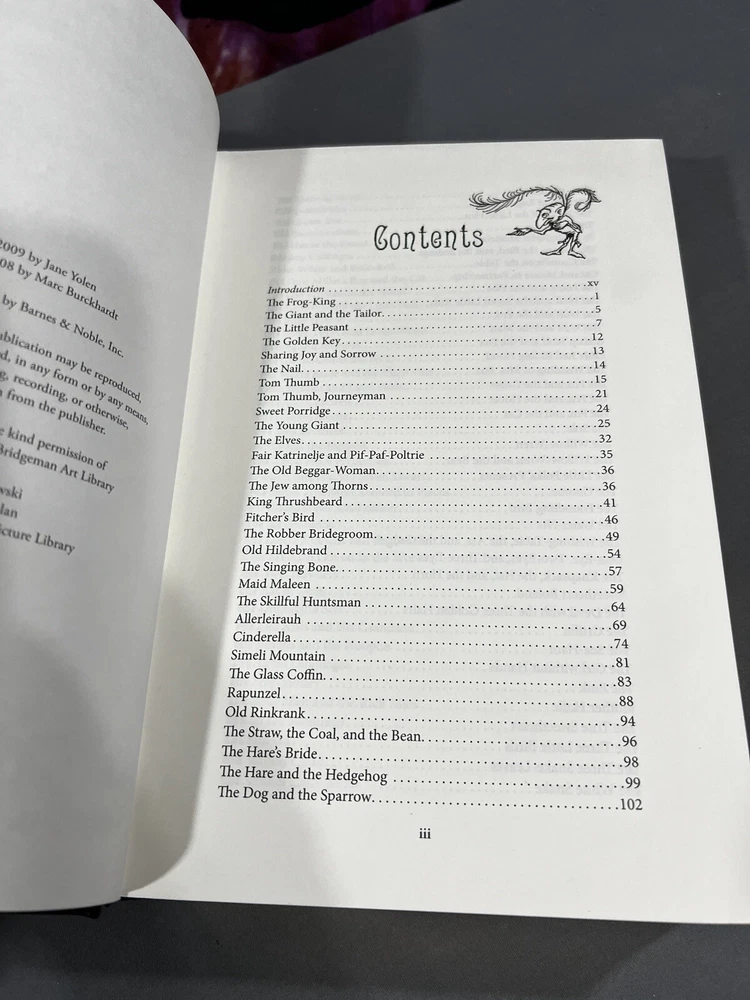 2009 by Jane Yolen
08 by Marc Burckhardt
by Barnes & Noble, Inc.
may be reproduced,
in any form or by any means,
recording, or otherwise,
from the publisher.
kind permission of
Bridgeman Art Library
Library
Contents
Introduction . . . . . . . . . . . . . . . . . . . . . . . . . . . . . . . . . . . . . . . . . . xv
The Frog-King . . . . . . . . . . . . . . . . . . . . . . . . . . . . . . . . . . . . . . . . . 1
The Giant and the Tailor. . . . . . . . . . . . . . . . . . . . . . . . . . . . . . . . . . 5
The Little Peasant . . . . . . . . . . . . . . . . . . . . . . . . . . . . . . . . . . . . . . 7
The Golden Key. . . . . . . . . . . . . . . . . . . . . . . . . . . . . . . . . . . . . . . 12
Sharing Joy and Sorrow . . . . . . . . . . . . . . . . . . . . . . . . . . . . . . . . . 13
The Nail. . . . . . . . . . . . . . . . . . . . . . . . . . . . . . . . . . . . . . . . . . . . . 14
Tom Thumb . . . . . . . . . . . . . . . . . . . . . . . . . . . . . . . . . . . . . . . . . . 15
Tom Thumb, Journeyman . . . . . . . . . . . . . . . . . . . . . . . . . . . . . . . 21
Sweet Porridge . . . . . . . . . . . . . . . . . . . . . . . . . . . . . . . . . . . . . . . . 24
The Young Giant . . . . . . . . . . . . . . . . . . . . . . . . . . . . . . . . . . . . . . 25
The Elves. . . . . . . . . . . . . . . . . . . . . . . . . . . . . . . . . . . . . . . . . . . . 32
Fair Katrinelje and Pif-Paf-Poltrie . . . . . . . . . . . . . . . . . . . . . . . . . 35
The Old Beggar-Woman. . . . . . . . . . . . . . . . . . . . . . . . . . . . . . . . . 36
The Jew among Thorns. . . . . . . . . . . . . . . . . . . . . . . . . . . . . . . . . . 36
King Thrushbeard . . . . . . . . . . . . . . . . . . . . . . . . . . . . . . . . . . . . . 41
Fitcher's Bird . . . . . . . . . . . . . . . . . . . . . . . . . . . . . . . . . . . . . . . . . 46
The Robber Bridegroom. . . . . . . . . . . . . . . . . . . . . . . . . . . . . . . . . 49
Old Hildebrand . . . . . . . . . . . . . . . . . . . . . . . . . . . . . . . . . . . . . . . 54
The Singing Bone. . . . . . . . . . . . . . . . . . . . . . . . . . . . . . . . . . . . . . 57
Maid Maleen . . . . . . . . . . . . . . . . . . . . . . . . . . . . . . . . . . . . . . . . . 59
The Skillful Huntsman . . . . . . . . . . . . . . . . . . . . . . . . . . . . . . . . . . 64
Allerleirauh . . . . . . . . . . . . . . . . . . . . . . . . . . . . . . . . . . . . . . . . . . 69
Cinderella . . . . . . . . . . . . . . . . . . . . . . . . . . . . . . . . . . . . . . . . . . . . 74
Simeli Mountain . . . . . . . . . . . . . . . . . . . . . . . . . . . . . . . . . . . . . . . 81
The Glass Coffin. . . . . . . . . . . . . . . . . . . . . . . . . . . . . . . . . . . . . . . 83
Rapunzel . . . . . . . . . . . . . . . . . . . . . . . . . . . . . . . . . . . . . . . . . . . . . 88
Old Rinkrank . . . . . . . . . . . . . . . . . . . . . . . . . . . . . . . . . . . . . . . . . 94
The Straw, the Coal, and the Bean. . . . . . . . . . . . . . . . . . . . . . . . . . 96
The Hare's Bride. . . . . . . . . . . . . . . . . . . . . . . . . . . . . . . . . . . . . . . 98
The Hare and the Hedgehog . . . . . . . . . . . . . . . . . . . . . . . . . . . . . . 99
The Dog and the Sparrow. . . . . . . . . . . . . . . . . . . . . . . . . . . . . . . 102
iii